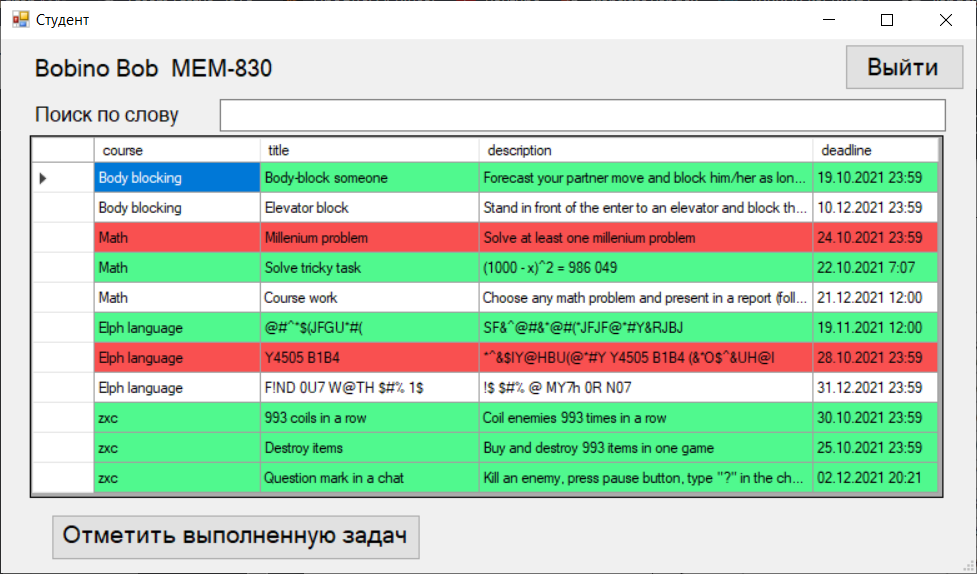 Студент
Bobino Bob MEM-830 Выйти
Поиск по слову
course title description deadline
Body blocking Body-block someone Forecast your partner move and block him/her as lon... 19.10.2021 23:59
Body blocking Elevator block Stand in front of the enter to an elevator and block th... 10.12.2021 23:59
Math Millenium problem Solve at least one millenium problem 24.10.2021 23:59
Math Solve tricky task (1000 - x)^2 = 986 049 22.10.2021 7:07
Math Course work Choose any math problem and present in a report (foll... 21.12.2021 12:00
Elph language @#^*$(JFGU*#( SF&^@#&*@#(*JFJF@*#Y&RJBJ 19.11.2021 12:00
Elph language Y4505 B1B4 *^&$IY@HBU(@*#Y Y4505 B1B4 (&*O$^&UH@I 28.10.2021 23:59
Elph language F!ND 0U7 W@TH $#% 1$ !$ $#% @ MY7h 0R N07 31.12.2021 23:59
zxc 993 coils in a row Coil enemies 993 times in a row 30.10.2021 23:59
zxc Destroy items Buy and destroy 993 items in one game 25.10.2021 23:59
zxc Question mark in a chat Kill an enemy, press pause button, type "?" in the ch... 02.12.2021 20:21
Отметить выполненную задач